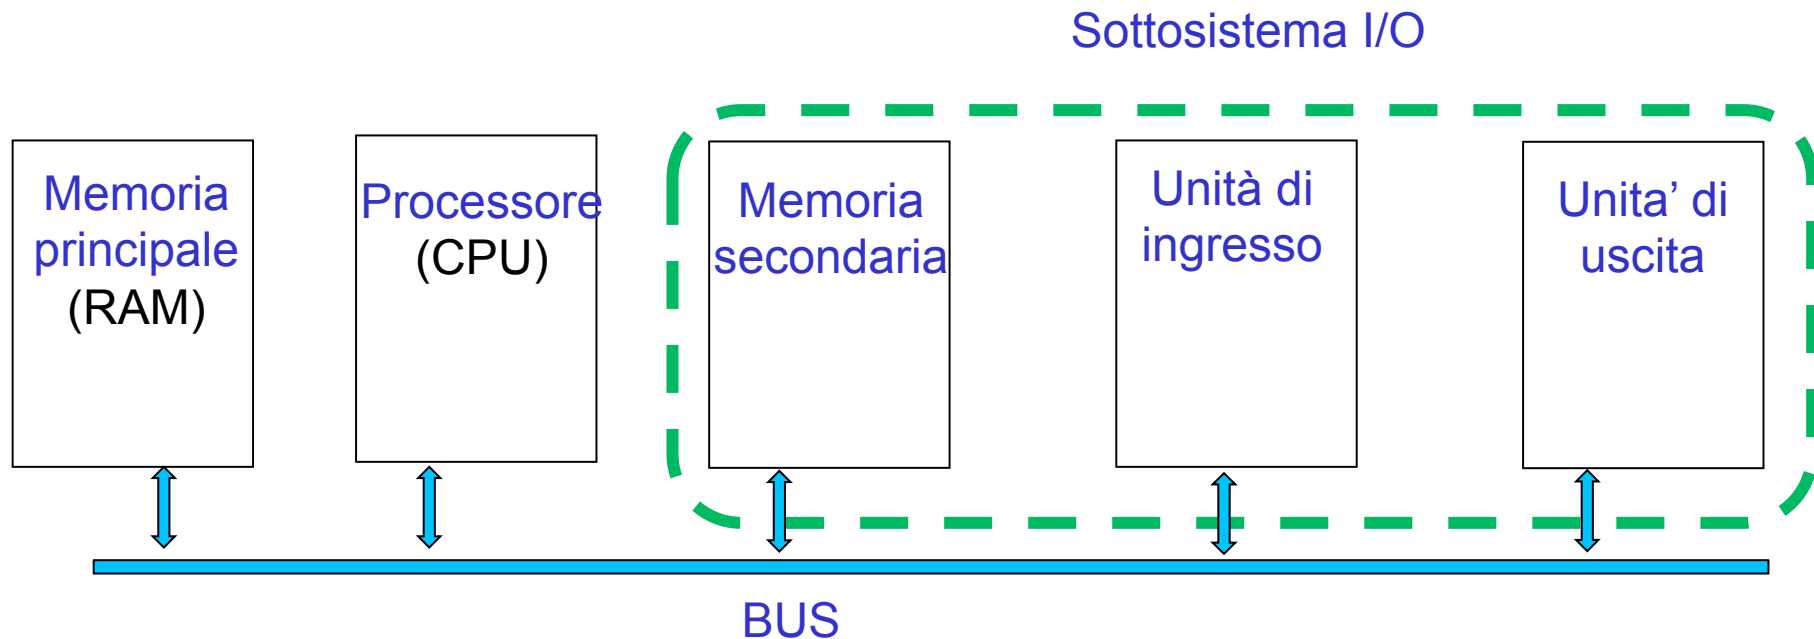 Sottosistema I/O
Memoria
principale
(RAM)
Processore
(CPU)
Memoria
secondaria
Unità di
ingresso
Unita’ di
uscita
BUS